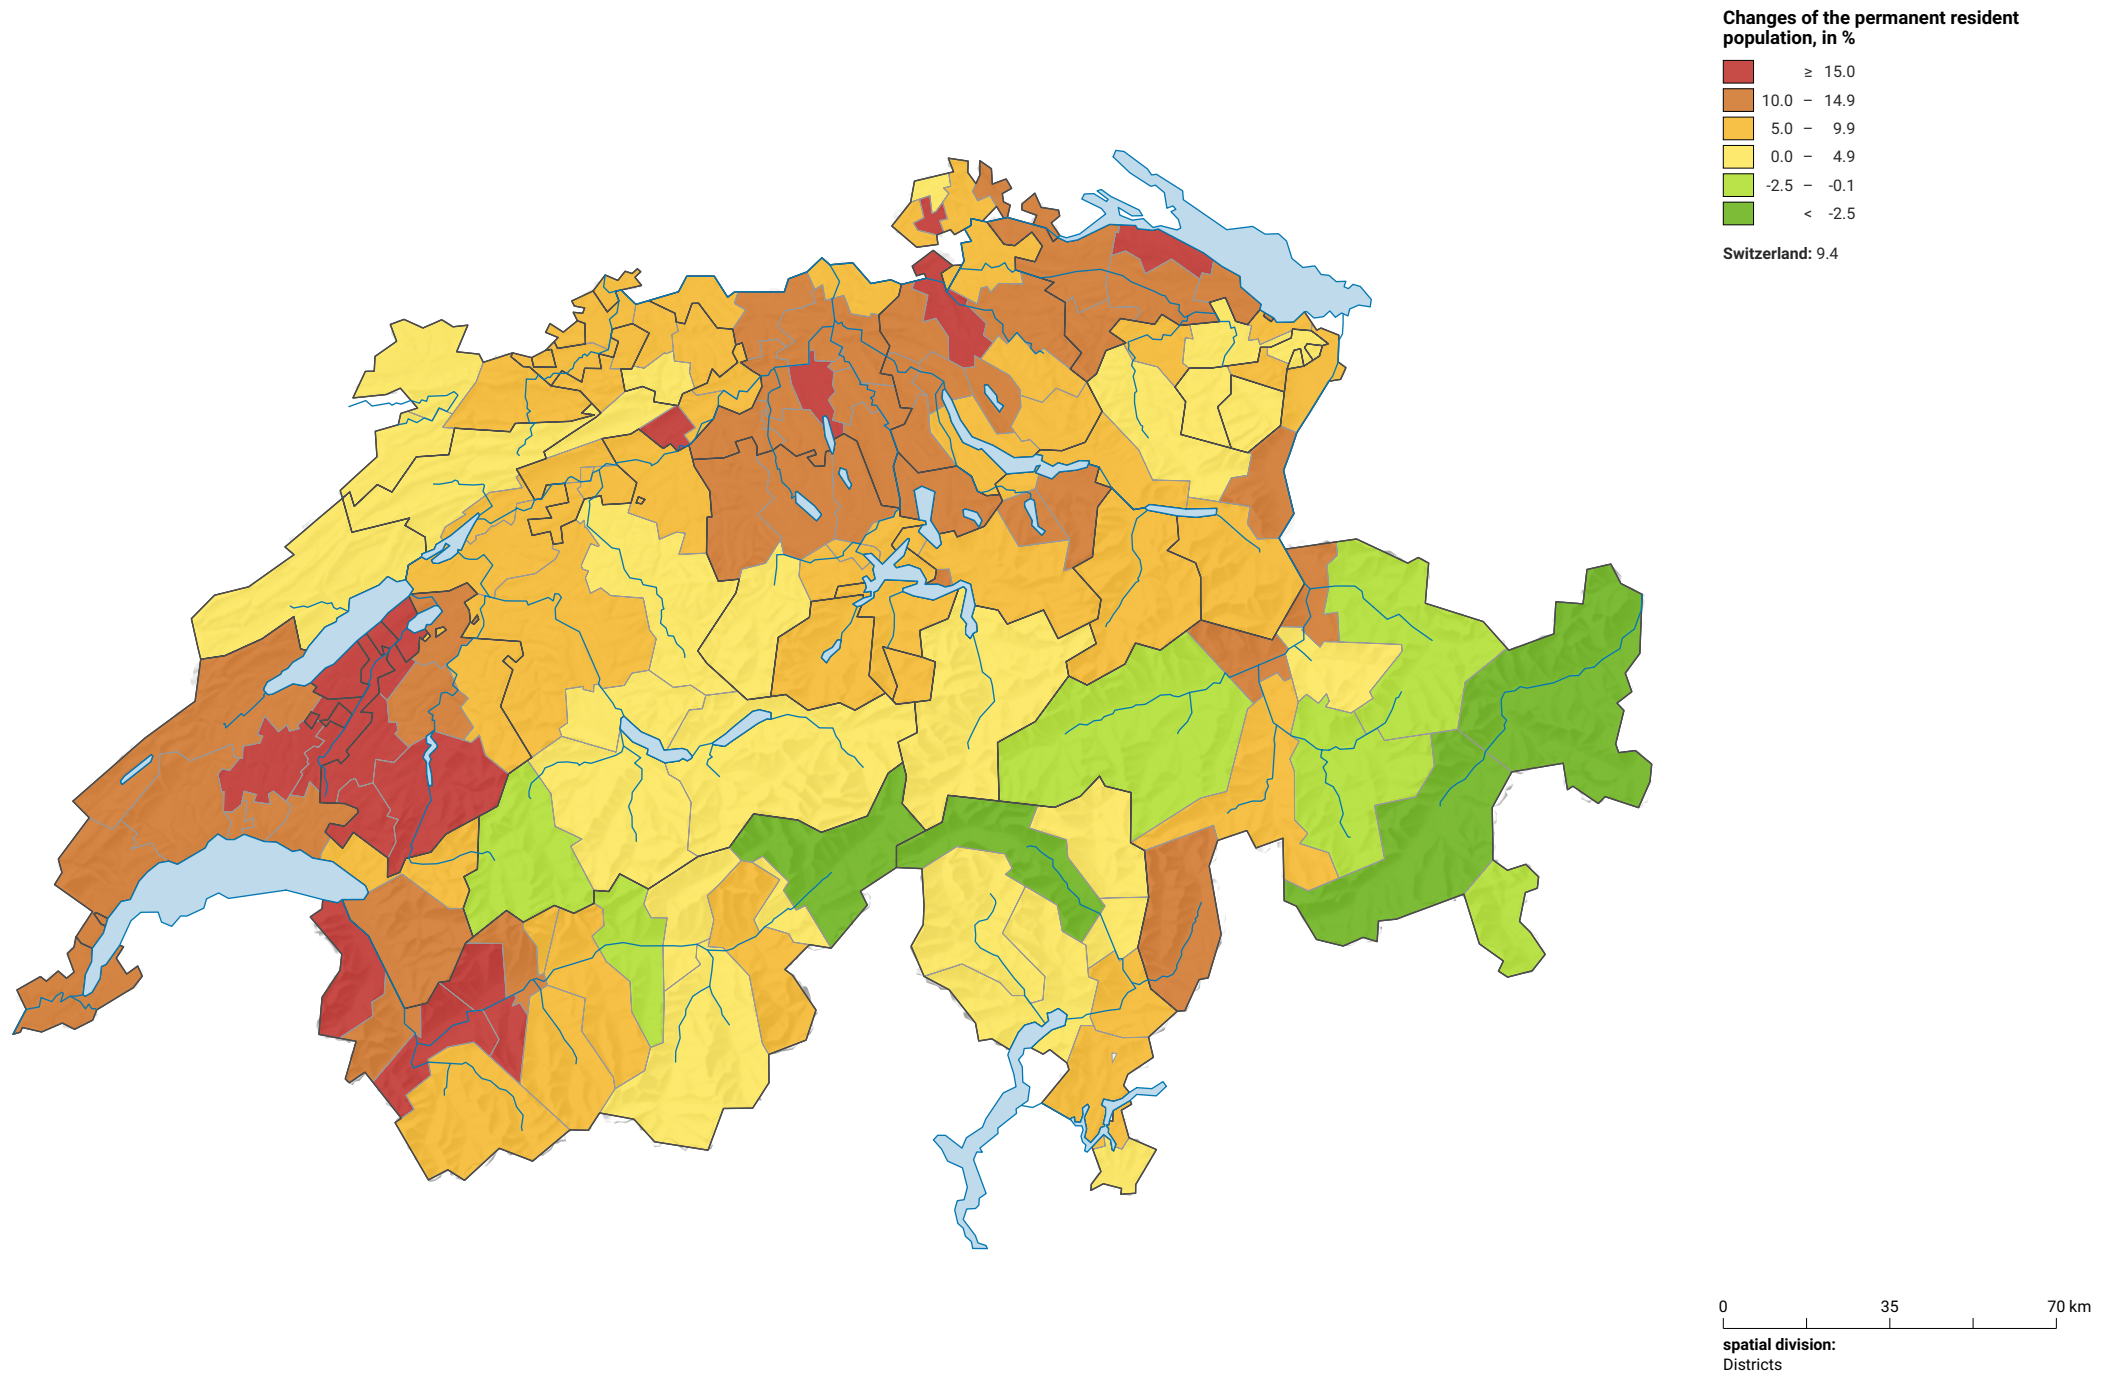 Changes of the permanent resident
population, in %
≥ 15.0
10.0 – 14.9
5.0 – 9.9
0.0 – 4.9
-2.5 – -0.1
< -2.5
Switzerland: 9.4
0 35 70 km
spatial division:
Districts